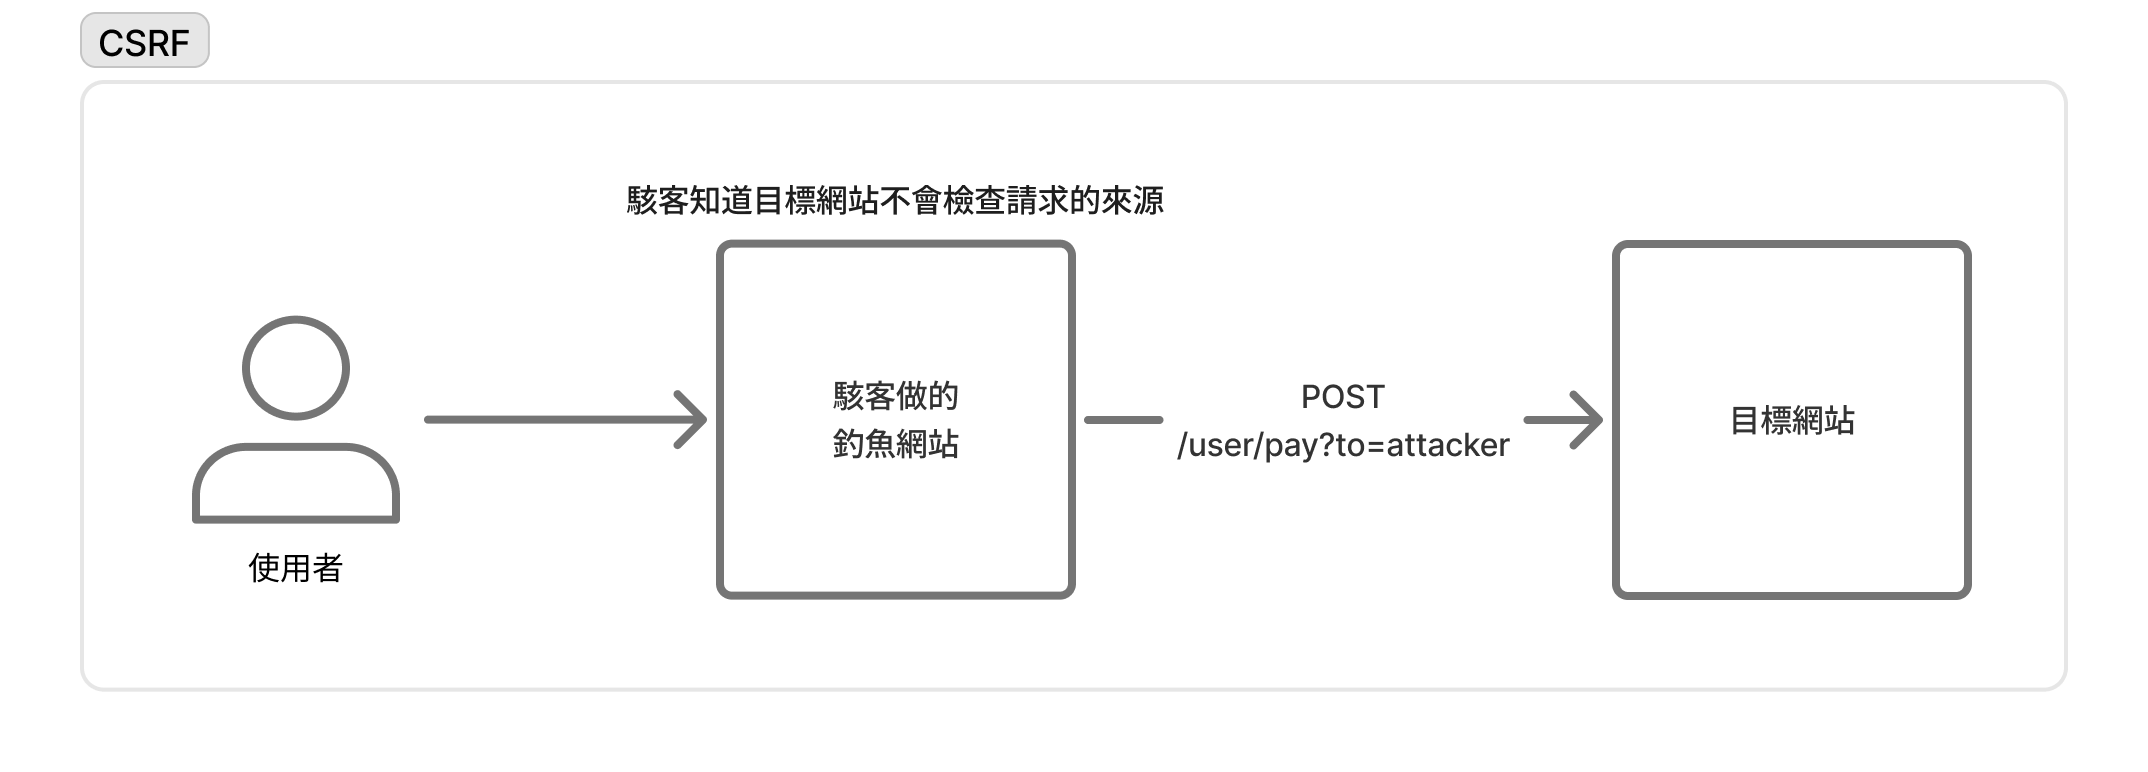 CSRF
駭客知道目標網站不會檢查請求的來源
駭客做的
釣魚網站
POST
/user/pay?to=attacker
目標網站
使用者